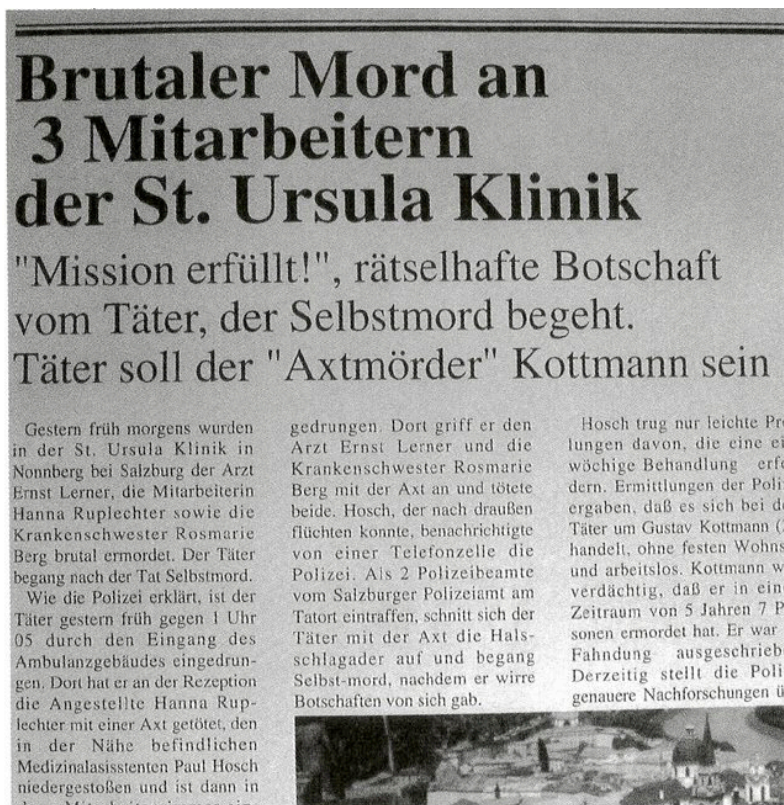 Brutaler Mord an
3 Mitarbeitern
der St. Ursula Klinik
"Mission erfüllt!", rätselhafte Botschaft
vom Täter, der Selbstmord begeht.
Täter soll der "Axtmörder" Kottmann sein
Gestern früh morgens wurden
in der St. Ursula Klinik in
Nonnberg bei Salzburg der Arzt
Ernst Lerner, die Mitarbeiterin
Hanna Ruplechter sowie die
Krankenschwester Rosmarie
Berg brutal ermordet. Der Täter
begang nach der Tat Selbstmord.
Wie die Polizei erklärt, ist der
Täter gestern früh gegen 1 Uhr
05 durch den Eingang des
Ambulanzgebäudes eingedrun-
gen. Dort hat er an der Rezeption
die Angestellte Hanna Rup-
lechter mit einer Axt getötet, den
in der Nähe befindlichen
Medizinalasisstenten Paul Hosch
niedergestoßen und ist dann in
gedrungen. Dort griff er den
Arzt Ernst Lerner und die
Krankenschwester Rosmarie
Berg mit der Axt an und tötete
beide. Hosch, der nach draußen
flüchten konnte, benachrichtigte
von einer Telefonzelle die
Polizei. Als 2 Polizeibeamte
vom Salzburger Polizeiamt am
Tatort eintraffen, schnitt sich der
Täter mit der Axt die Hals-
schlagader auf und begang
Selbst-mord, nachdem er wirre
Botschaften von sich gab.
Hosch trug nur leichte
lungen davon, die eine
wöchige Behandlung
dern. Ermittlungen der
ergaben, daß es sich bei
Täter um Gustav Kottmann
handelt, ohne festen
und arbeitslos. Kottmann
verdächtig, daß er in
Zeitraum von 5 Jahren 7
sonen ermordet hat. Er war
Fahndung
Derzeitig stellt die
genauere Nachforschungen